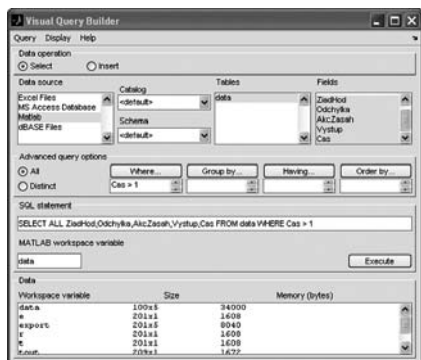 Visual Query Builder
Query Display Help
Data operation
Select Insert
Data source Catalog Tables Fields
Excel Files
MS Access Database
Matlab
dBASE Files
<default>
Schema
<default>
data
ZiadHod
Odchylka
AkcZasah
Vystup
Cas
Advanced query options
All Where... Group by... Having... Order by...
Distinct Cas > 1
SQL statement
SELECT ALL ZiadHod,Odchylka,AkcZasah,Vystup,Cas FROM data WHERE Cas > 1
MATLAB workspace variable
data Execute
Data
Workspace variable Size Memory (bytes)
data 100x5 34000
e 201x1 1608
export 201x5 8040
r 201x1 1608
t 201x1 1608
tout 209x1 1672